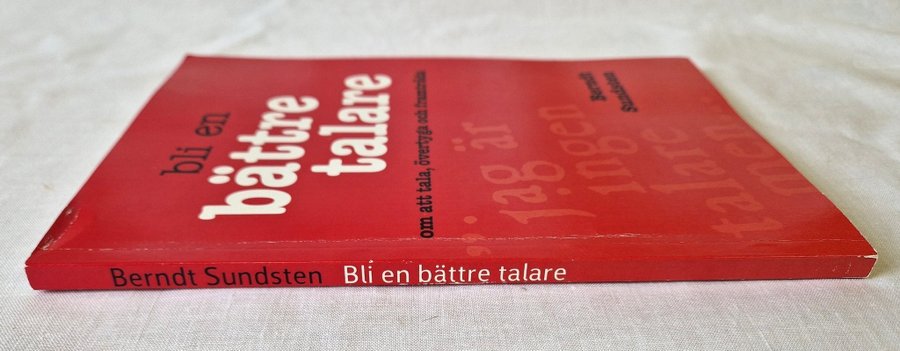 bli en
bättre
talare
om att tala, övertyga och framträda
Berndt
Sundsten
”jag är
ingen
talare
men
Berndt Sundsten Bli en bättre talare